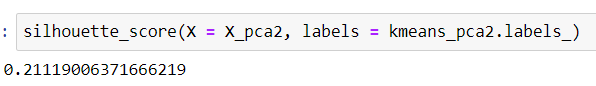 : silhouette_score(X = X_pca2, labels = kmeans_pca2.labels_)
0.21119006371666219